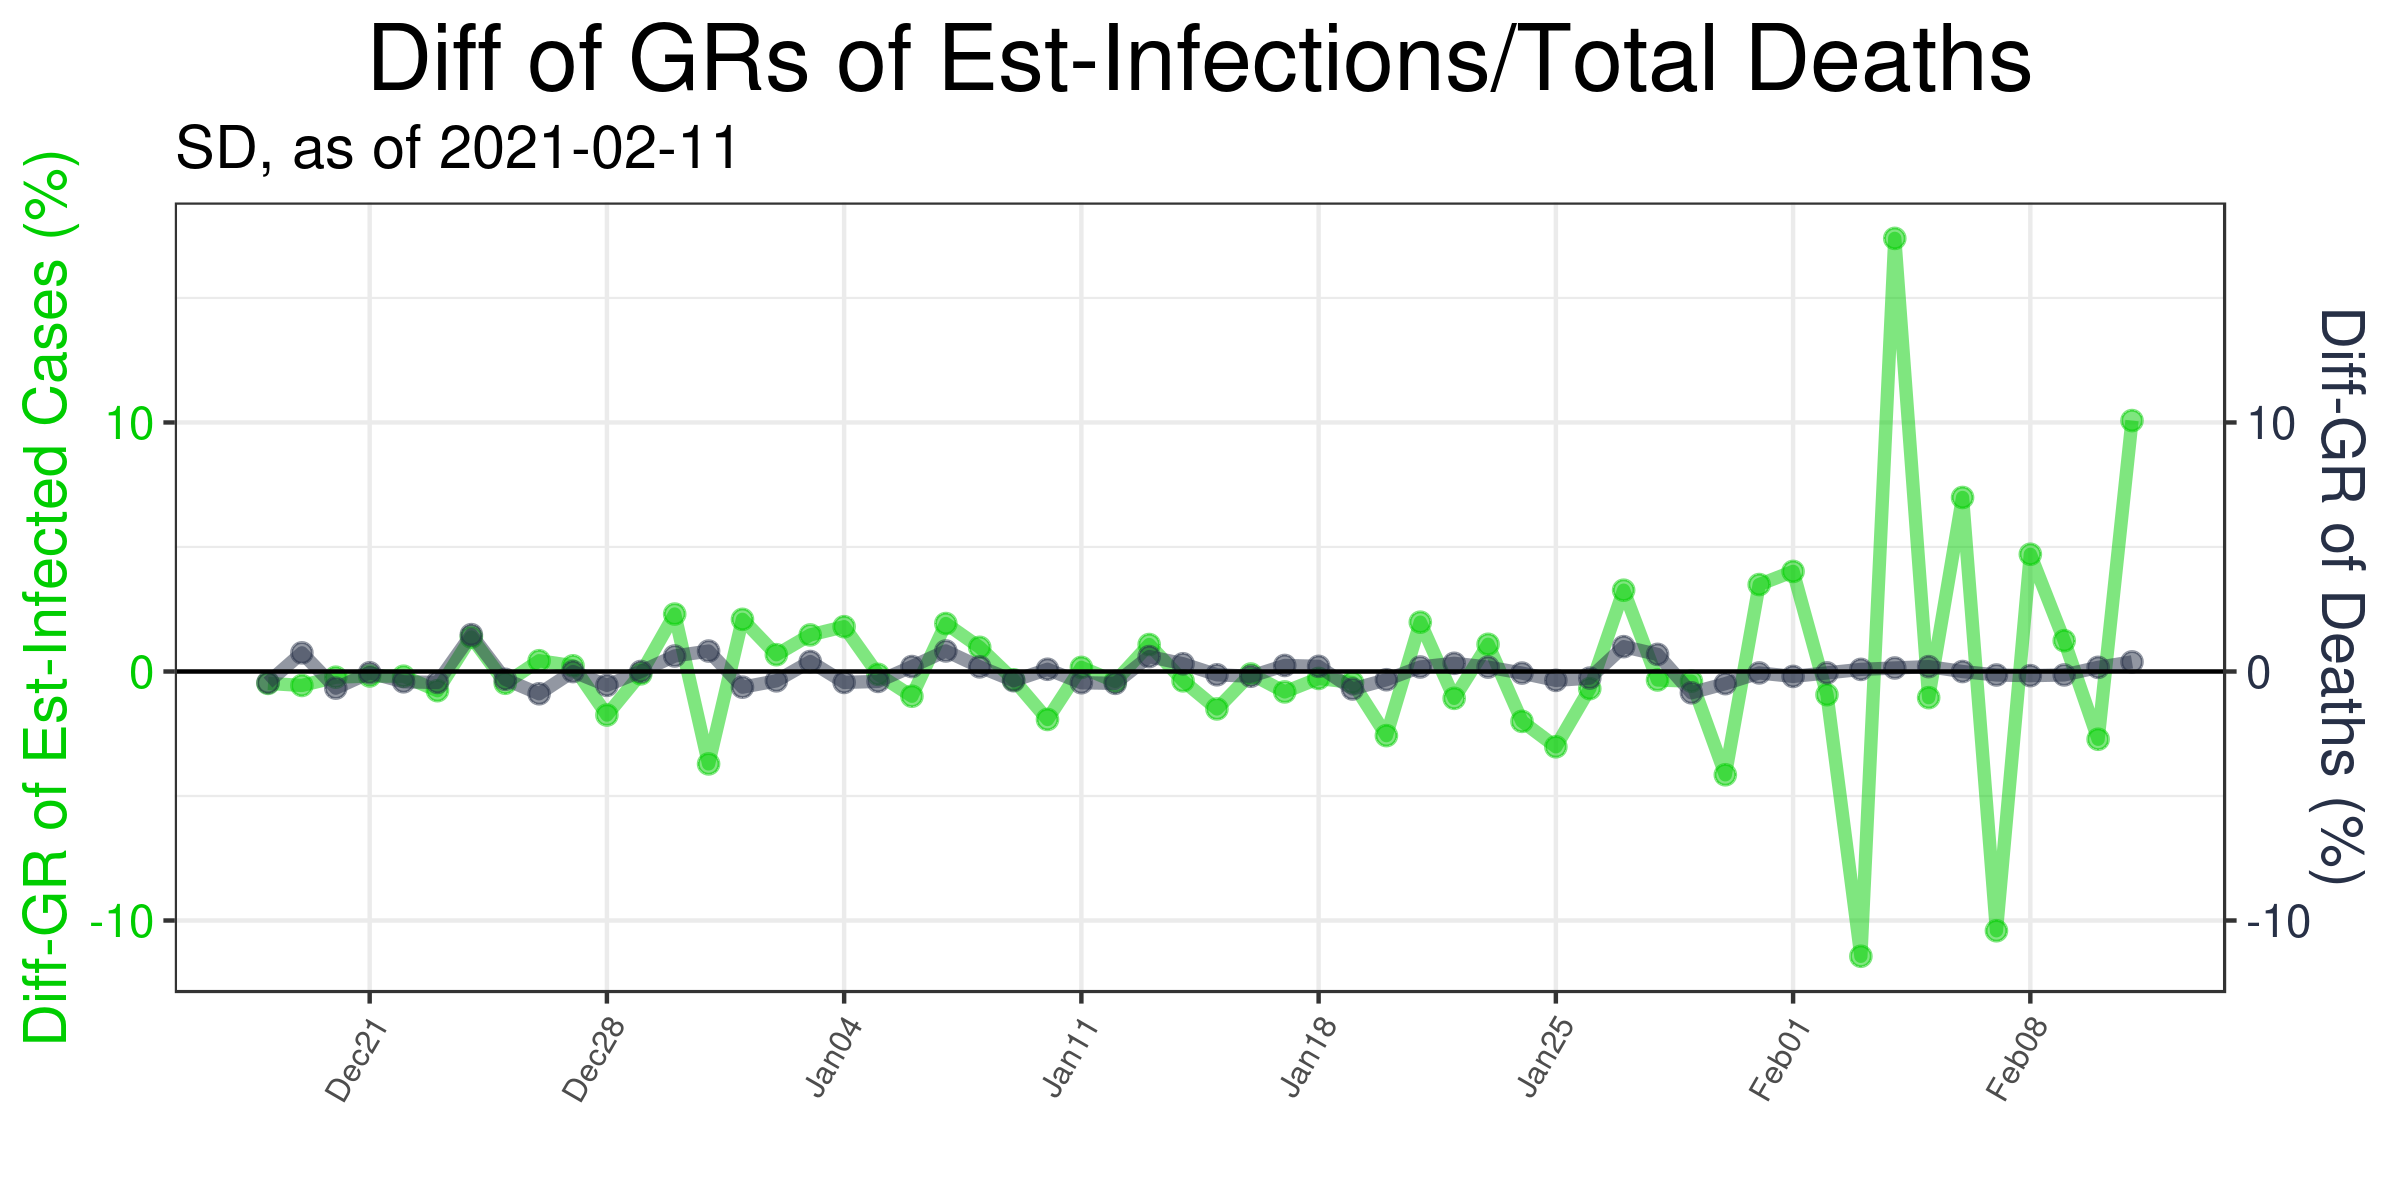 Diff of GRs of Est-Infections/Total Deaths
SD, as of 2021-02-11
Diff-GR of Est-Infected Cases (%)
10
0
-10
Diff-GR of Deaths (%)
10
0
-10
Dec21
Dec28
Jan04
Jan11
Jan18
Jan25
Feb01
Feb08